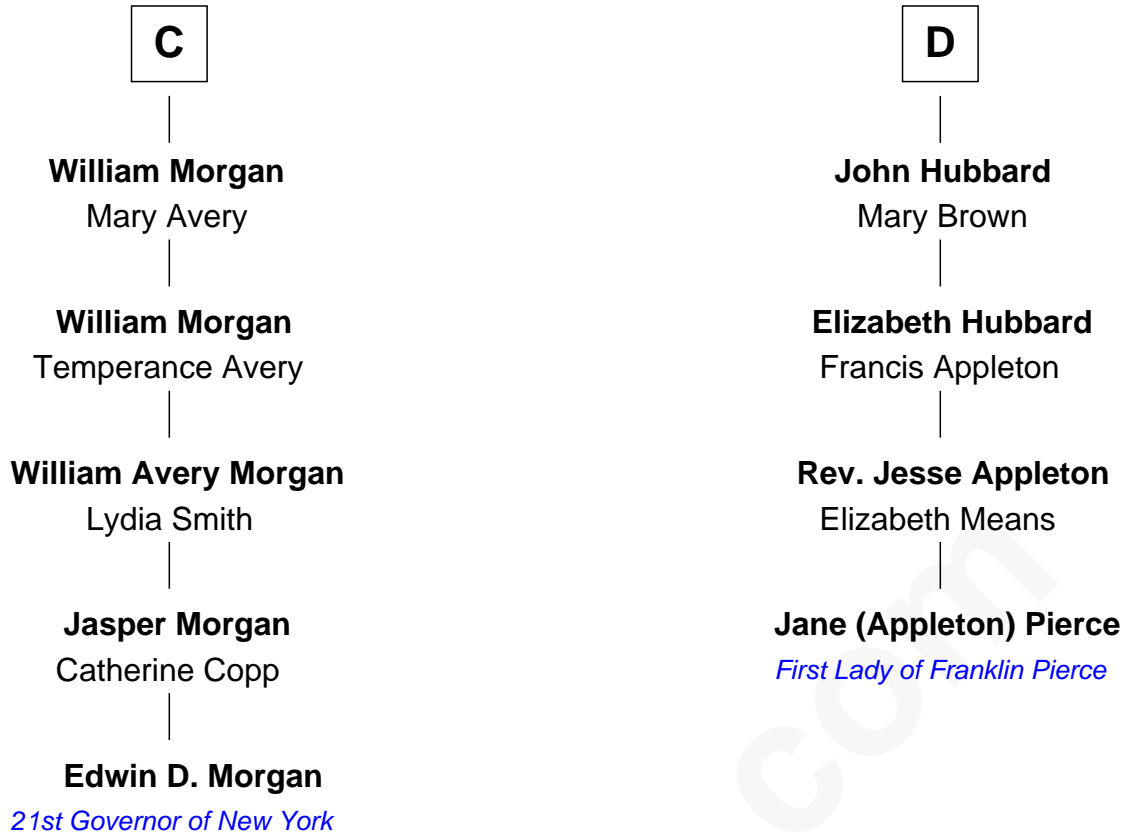 C
William Morgan
Mary Avery
William Morgan
Temperance Avery
William Avery Morgan
Lydia Smith
Jasper Morgan
Catherine Copp
Edwin D. Morgan
21st Governor of New York
D
John Hubbard
Mary Brown
Elizabeth Hubbard
Francis Appleton
Rev. Jesse Appleton
Elizabeth Means
Jane (Appleton) Pierce
First Lady of Franklin Pierce
com